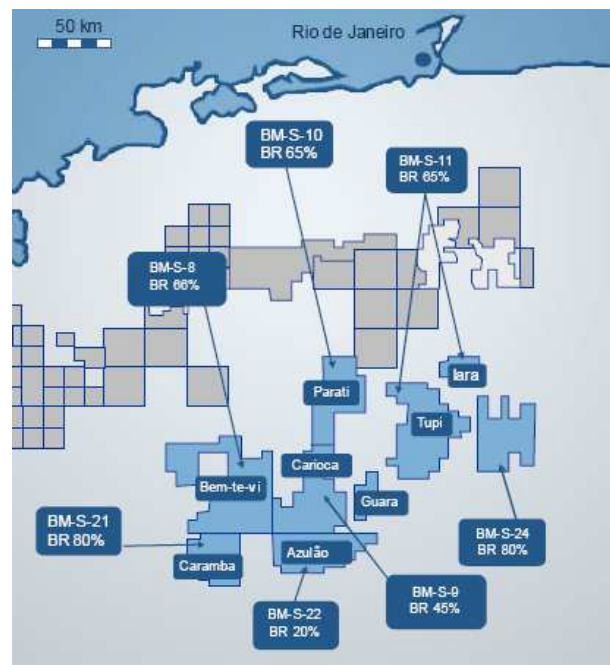 50 km
Rio de Janeiro
BM-S-10
BR 65%
BM-S-11
BR 65%
BM-S-8
BR 66%
Iara
Parati
Tupi
Carioca
Bem-te-vi
Guara
BM-S-21
BR 80%
BM-S-24
BR 80%
Azulão
Caramba
BM-S-9
BR 45%
BM-S-22
BR 20%